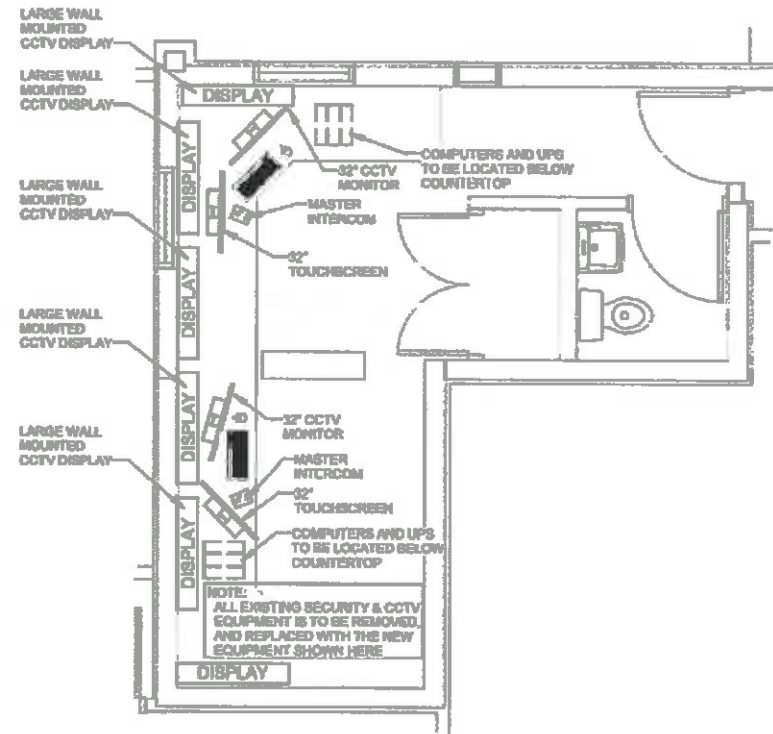 LARGE WALL
MOUNTED
CCTV DISPLAY
LARGE WALL
MOUNTED
CCTV DISPLAY
LARGE WALL
MOUNTED
CCTV DISPLAY
LARGE WALL
MOUNTED
CCTV DISPLAY
LARGE WALL
MOUNTED
CCTV DISPLAY
DISPLAY
DISPLAY
DISPLAY
DISPLAY
DISPLAY
32" CCTV
MONITOR
COMPUTERS AND UPS
TO BE LOCATED BELOW
COUNTERTOP
MASTER
INTERCOM
32"
TOUCHSCREEN
32" CCTV
MONITOR
MASTER
INTERCOM
32"
TOUCHSCREEN
COMPUTERS AND UPS
TO BE LOCATED BELOW
COUNTERTOP
NOTE:
ALL EXISTING SECURITY & CCTV
EQUIPMENT IS TO BE REMOVED
AND REPLACED WITH THE NEW
EQUIPMENT SHOWN HERE
DISPLAY